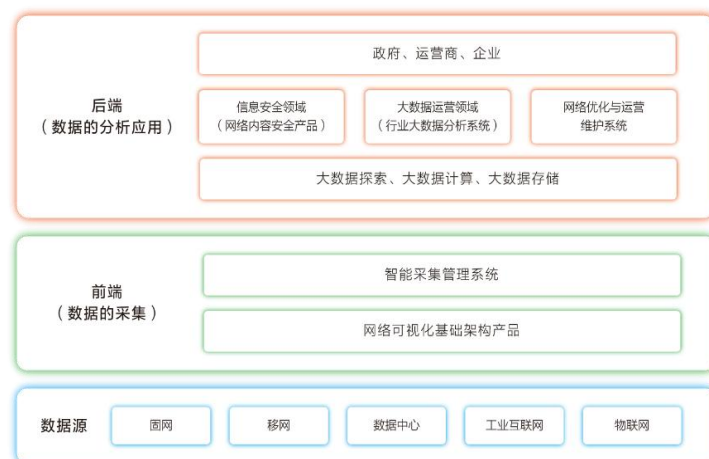 政府、运营商、企业
后端
（数据的分析应用）
信息安全领域
（网络内容安全产品）
大数据运营领域
（行业大数据分析系统）
网络优化与运营
维护系统
大数据探索、大数据计算、大数据存储
前端
（数据的采集）
智能采集管理系统
网络可视化基础架构产品
数据源
固网
移网
数据中心
工业互联网
物联网